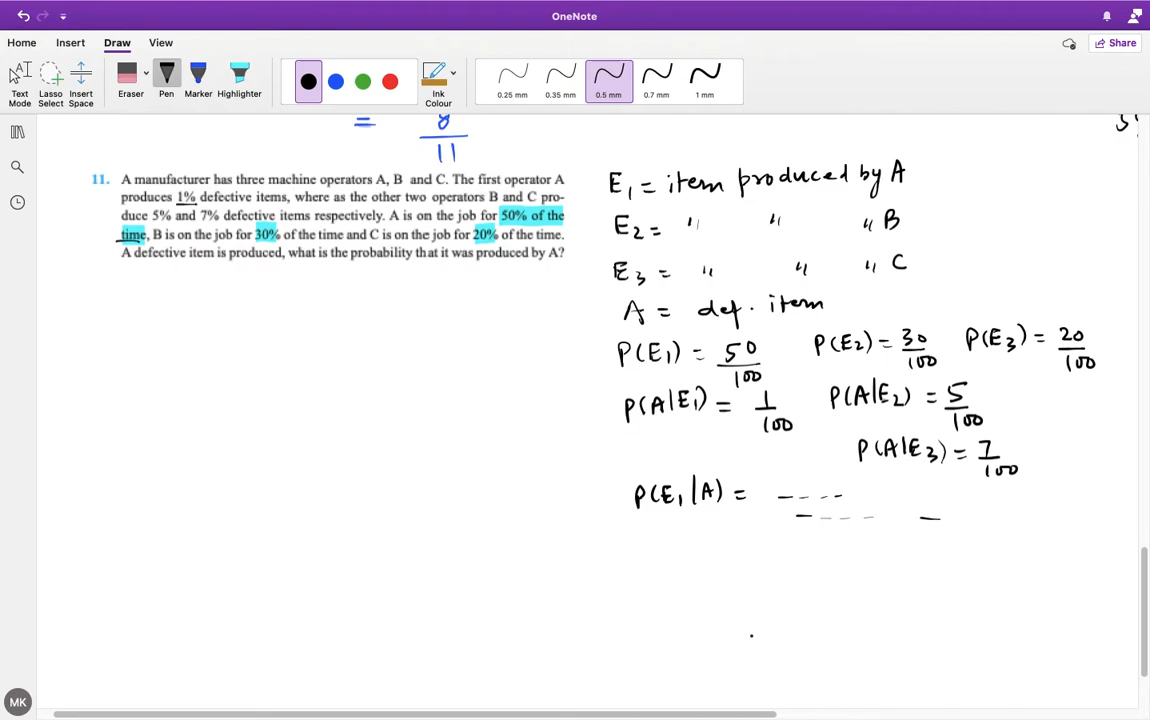 OneNote
Home Insert Draw View
Share
Text Mode
Lasso Select
Insert Space
Eraser
Pen
Marker
Highlighter
Ink Colour
0.25 mm
0.35 mm
0.5 mm
0.7 mm
1 mm
= 8/11
11. A manufacturer has three machine operators A, B and C. The first operator A
produces 1% defective items, where as the other two operators B and C pro-
duce 5% and 7% defective items respectively. A is on the job for 50% of the
time, B is on the job for 30% of the time and C is on the job for 20% of the time.
A defective item is produced, what is the probability that it was produced by A?
E₁ = item produced by A
E₂ = " " " B
E₃ = " " " C
A = def. item
P(E₁) = 50/100 P(E₂) = 30/100 P(E₃) = 20/100
P(A|E₁) = 1/100 P(A|E₂) = 5/100
P(A|E₃) = 7/100
P(E₁|A) =
MK